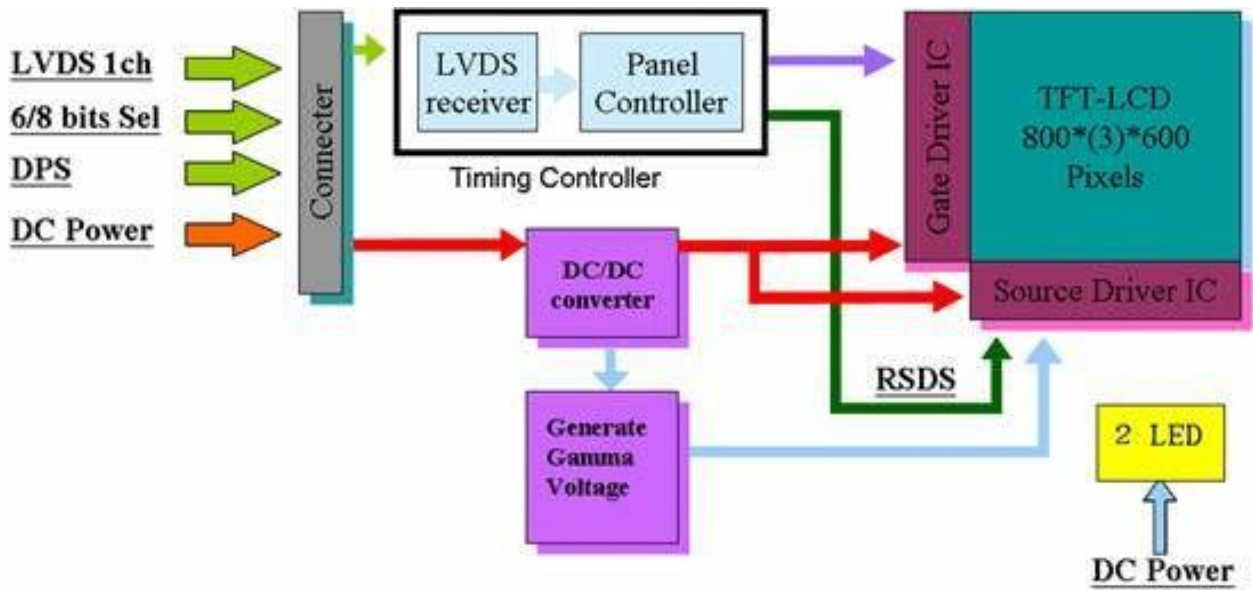 LVDS 1ch
6/8 bits Sel
DPS
DC Power
Connecter
LVDS
receiver
Panel
Controller
Timing Controller
Gate Driver IC
TFT-LCD
800*(3)*600
Pixels
Source Driver IC
DC/DC
converter
Generate
Gamma
Voltage
RSDS
2 LED
DC Power